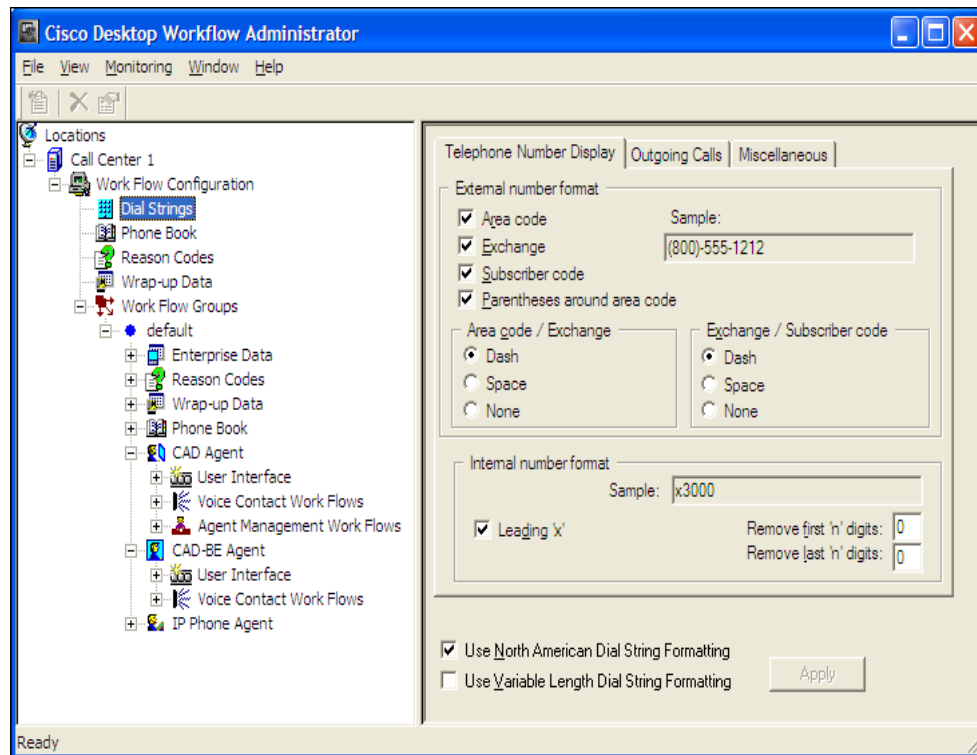 Cisco Desktop Workflow Administrator
File View Monitoring Window Help
Locations
Call Center 1
Work Flow Configuration
Dial Strings
Phone Book
Reason Codes
Wrap-up Data
Work Flow Groups
default
Enterprise Data
Reason Codes
Wrap-up Data
Phone Book
CAD Agent
User Interface
Voice Contact Work Flows
Agent Management Work Flows
CAD-BE Agent
User Interface
Voice Contact Work Flows
IP Phone Agent
Telephone Number Display Outgoing Calls Miscellaneous
External number format
Area code Sample:
Exchange (800)-555-1212
Subscriber code
Parentheses around area code
Area code / Exchange Exchange / Subscriber code
Dash Dash
Space Space
None None
Internal number format
Sample: x3000
Leading 'x' Remove first 'n' digits: 0
Remove last 'n' digits: 0
Use North American Dial String Formatting
Use Variable Length Dial String Formatting
Apply
Ready